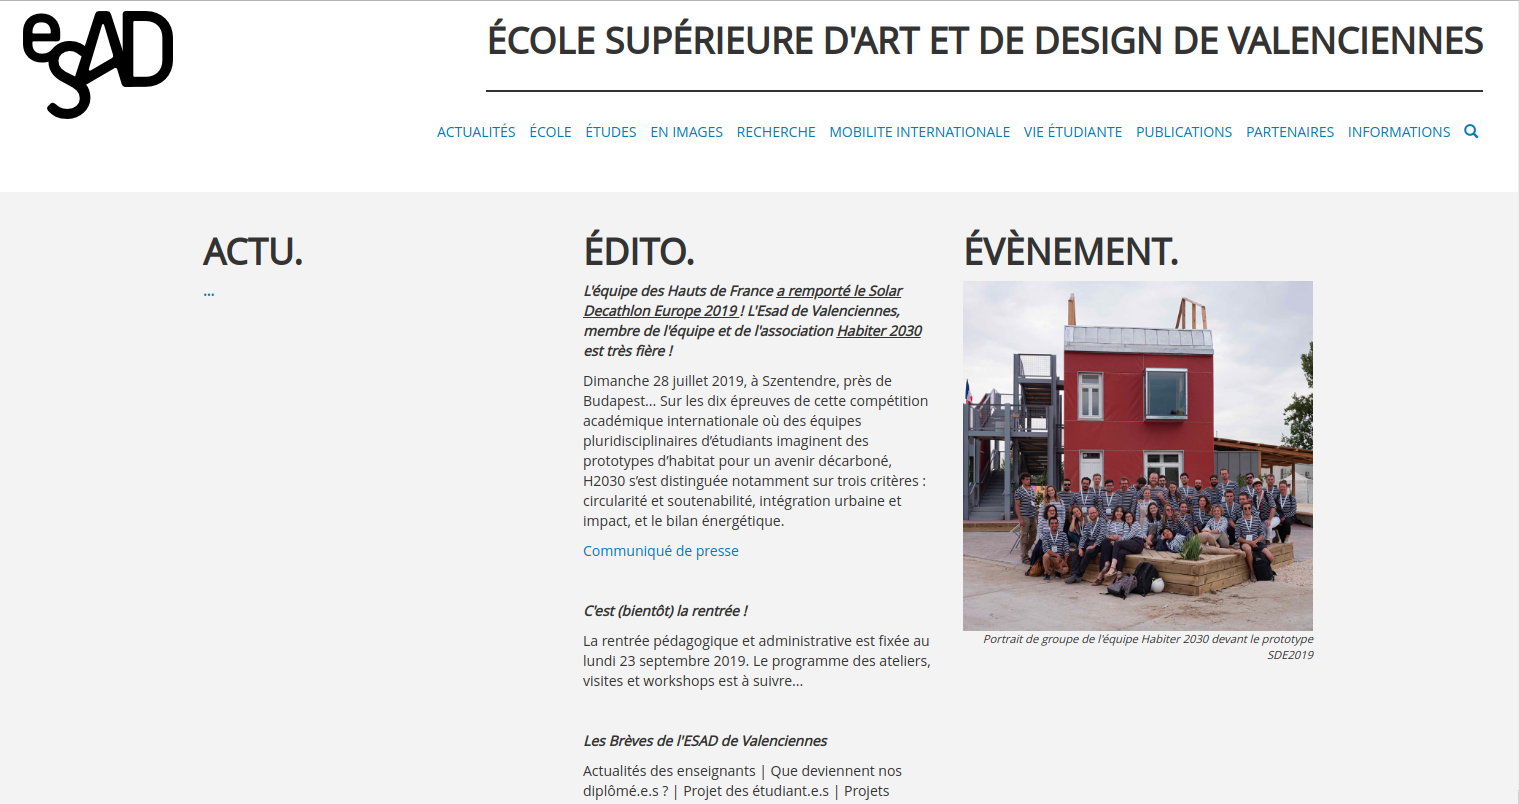 eSAD
ÉCOLE SUPÉRIEURE D'ART ET DE DESIGN DE VALENCIENNES
ACTUALITÉS ÉCOLE ÉTUDES EN IMAGES RECHERCHE MOBILITE INTERNATIONALE VIE ÉTUDIANTE PUBLICATIONS PARTENAIRES INFORMATIONS
ACTU.
...
ÉDITO.
L'équipe des Hauts de France a remporté le Solar
Decathlon Europe 2019 ! L'Esad de Valenciennes,
membre de l'équipe et de l'association Habiter 2030
est très fière !
Dimanche 28 juillet 2019, à Szentendre, près de
Budapest... Sur les dix épreuves de cette compétition
académique internationale où des équipes
pluridisciplinaires d’étudiants imaginent des
prototypes d’habitat pour un avenir décarboné,
H2030 s’est distinguée notamment sur trois critères :
circularité et soutenabilité, intégration urbaine et
impact, et le bilan énergétique.
Communiqué de presse
C'est (bientôt) la rentrée !
La rentrée pédagogique et administrative est fixée au
lundi 23 septembre 2019. Le programme des ateliers,
visites et workshops est à suivre...
Les Brèves de l'ESAD de Valenciennes
Actualités des enseignants | Que deviennent nos
diplômé.e.s ? | Projet des étudiant.e.s | Projets
ÉVÈNEMENT.
Portrait de groupe de l'équipe Habiter 2030 devant le prototype
SDE2019